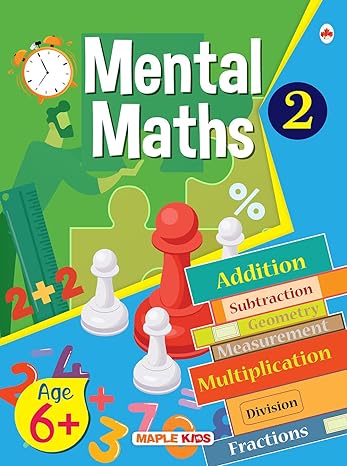 Mental
Maths
2
%
2+2
Addition
Subtraction
Geometry
Measurement
Multiplication
Division
Fractions
Age
6+
MAPLE KIDS